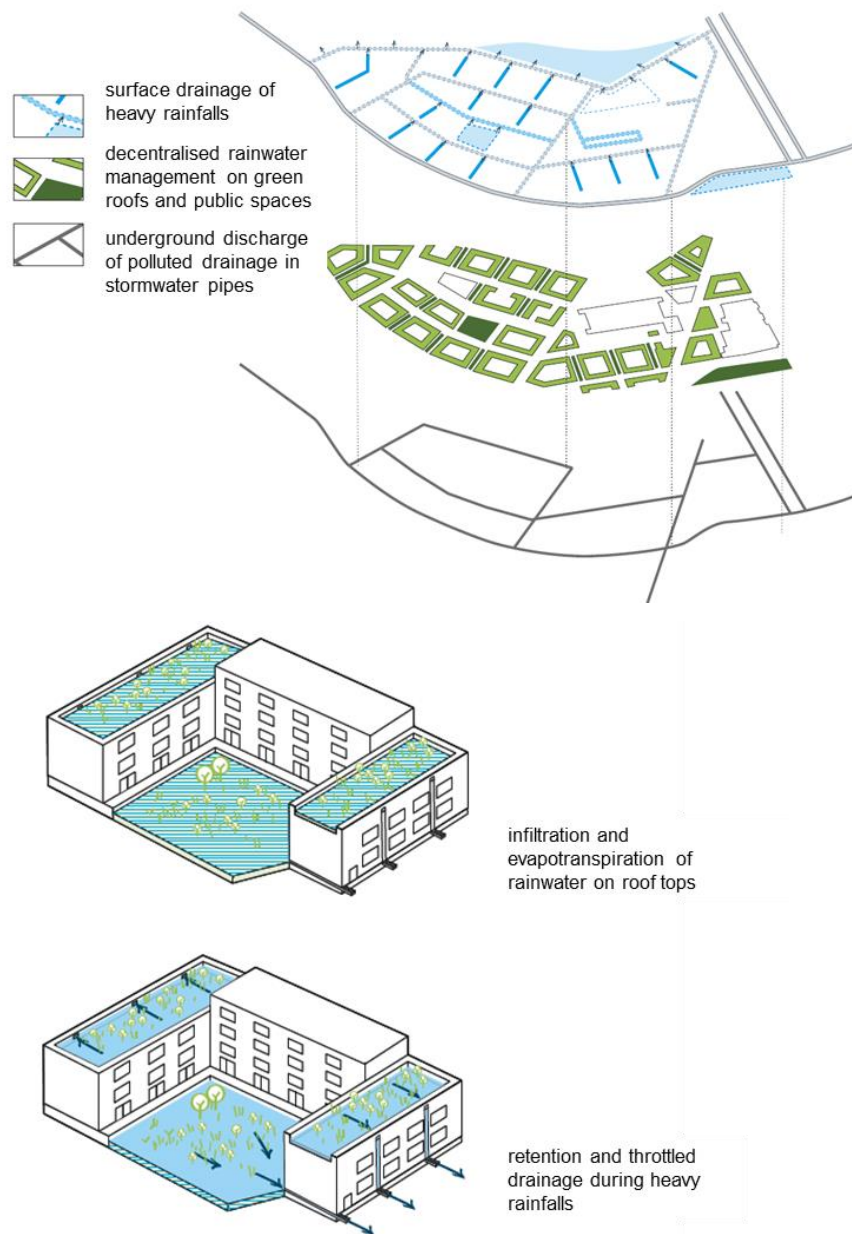 surface drainage of
heavy rainfalls
decentralised rainwater
management on green
roofs and public spaces
underground discharge
of polluted drainage in
stormwater pipes
infiltration and
evapotranspiration of
rainwater on roof tops
retention and throttled
drainage during heavy
rainfalls